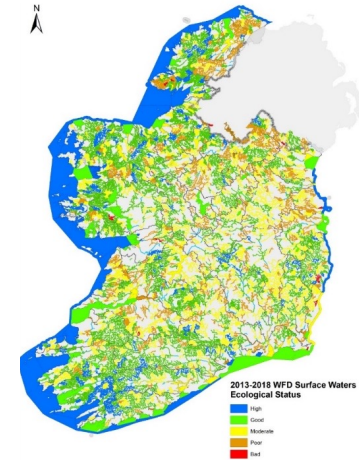 N
2013-2018 WFD Surface Waters
Ecological Status
High
Good
Moderate
Poor
Bad